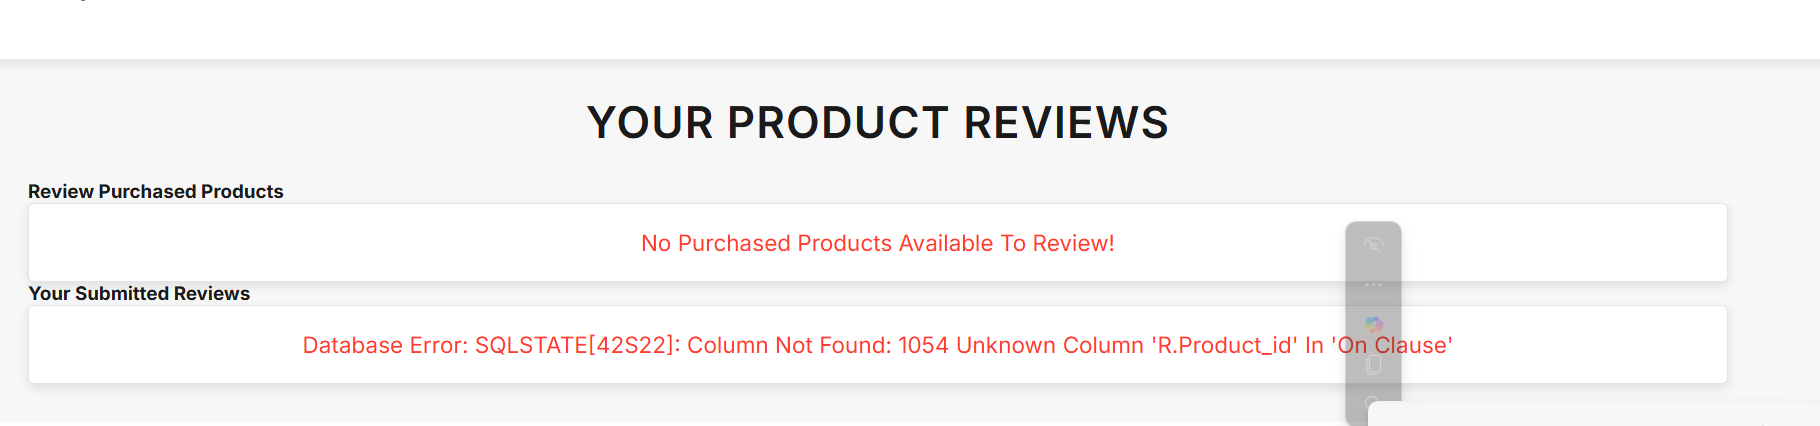 YOUR PRODUCT REVIEWS
Review Purchased Products
No Purchased Products Available To Review!
Your Submitted Reviews
Database Error: SQLSTATE[42S22]: Column Not Found: 1054 Unknown Column 'R.Product_id' In 'On Clause'